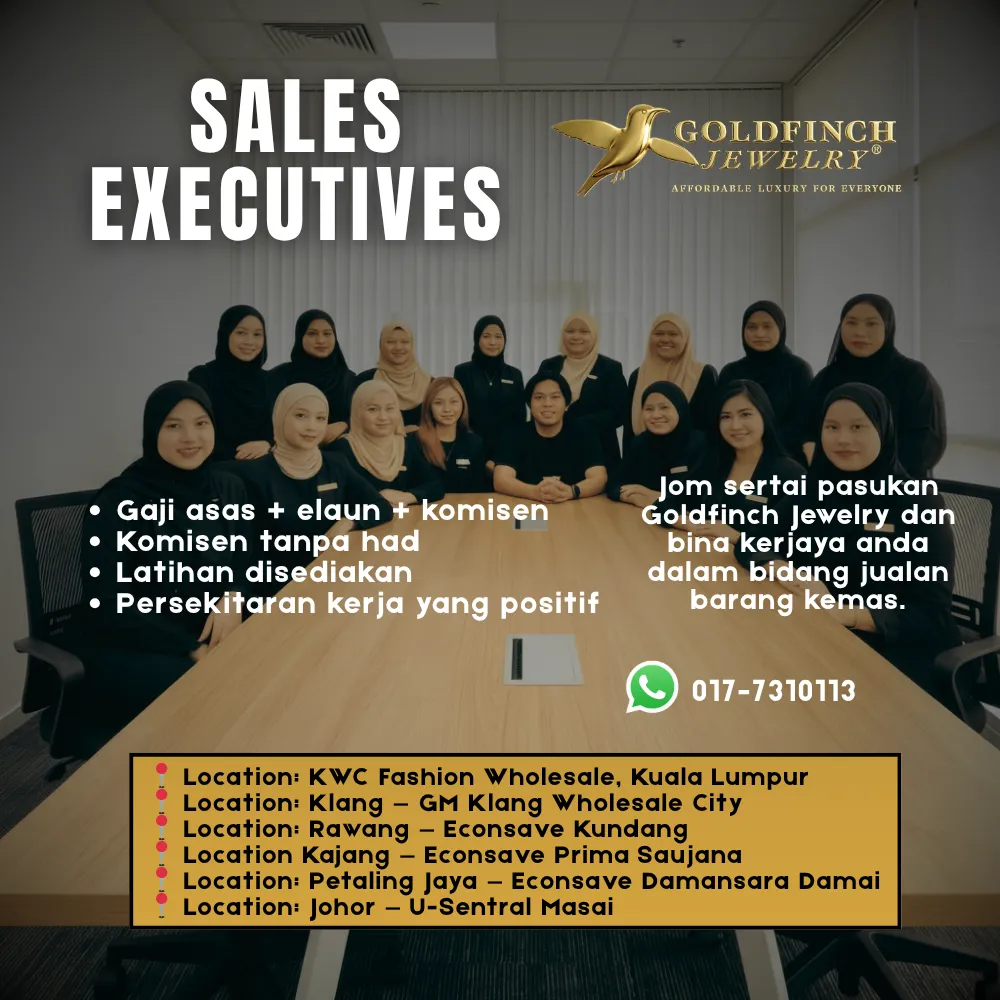 SALES
EXECUTIVES
GOLDFINCH
JEWELRY®
AFFORDABLE LUXURY FOR EVERYONE
• Gaji asas + elaun + komisen
• Komisen tanpa had
• Latihan disediakan
• Persekitaran kerja yang positif
Jom sertai pasukan
Goldfinch Jewelry dan
bina kerjaya anda
dalam bidang jualan
barang kemas.
017-7310113
📍 Location: KWC Fashion Wholesale, Kuala Lumpur
📍 Location: Klang – GM Klang Wholesale City
📍 Location: Rawang – Econsave Kundang
📍 Location Kajang – Econsave Prima Saujana
📍 Location: Petaling Jaya – Econsave Damansara Damai
📍 Location: Johor – U-Sentral Masai